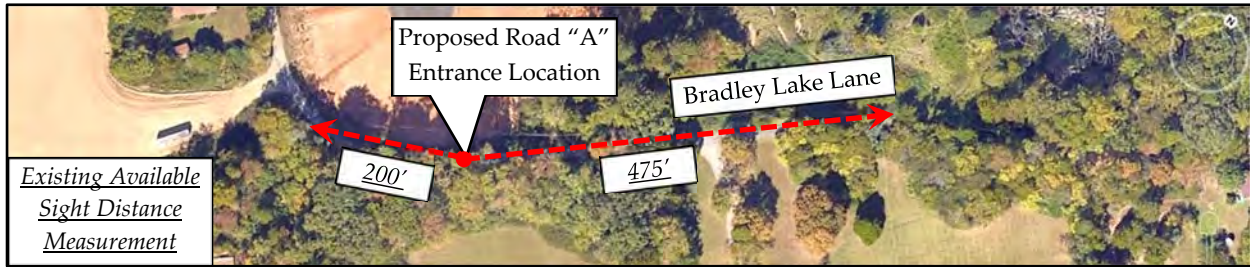 Proposed Road “A”
Entrance Location
Bradley Lake Lane
200’
475’
Existing Available
Sight Distance
Measurement